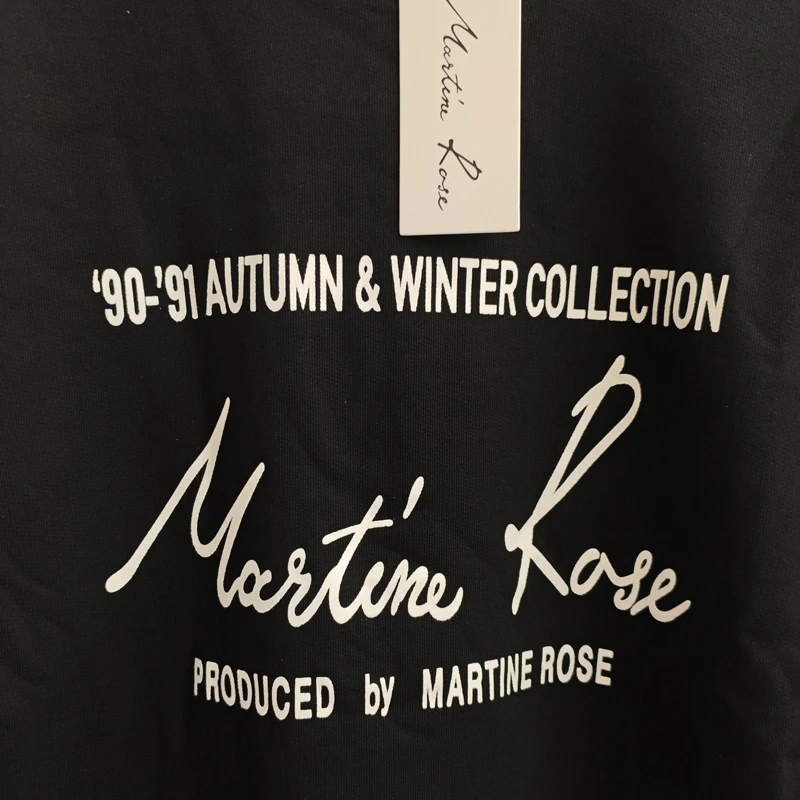 Martine Rose
'90-'91 AUTUMN & WINTER COLLECTION
Martine Rose
PRODUCED by MARTINE ROSE